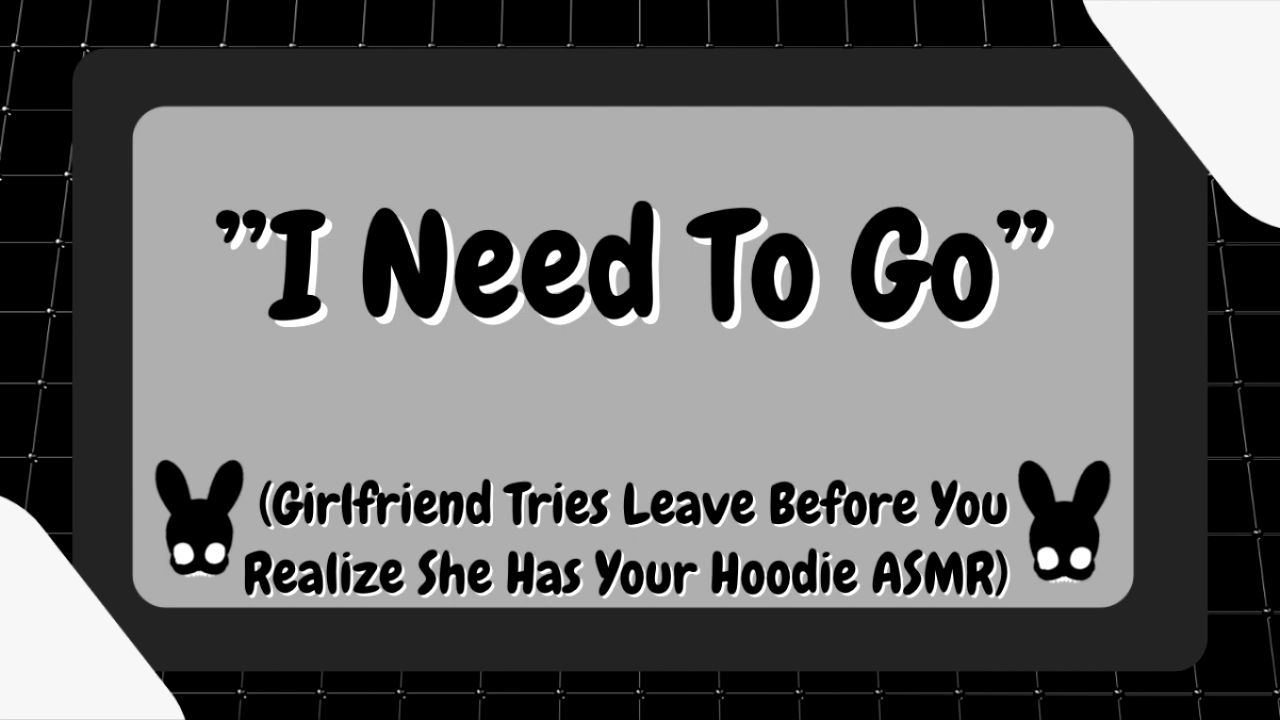 ”I Need To Go”
(Girlfriend Tries Leave Before You
Realize She Has Your Hoodie ASMR)